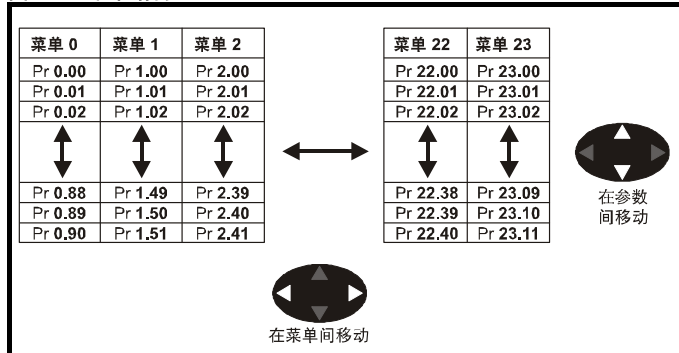 菜单 0 菜单 1 菜单 2 菜单 22 菜单 23
Pr 0.00 Pr 1.00 Pr 2.00 Pr 22.00 Pr 23.00
Pr 0.01 Pr 1.01 Pr 2.01 Pr 22.01 Pr 23.01
Pr 0.02 Pr 1.02 Pr 2.02 Pr 22.02 Pr 23.02
Pr 0.88 Pr 1.49 Pr 2.39 Pr 22.38 Pr 23.09
Pr 0.89 Pr 1.50 Pr 2.40 Pr 22.39 Pr 23.10
Pr 0.90 Pr 1.51 Pr 2.41 Pr 22.40 Pr 23.11
在参数
间移动
在菜单间移动